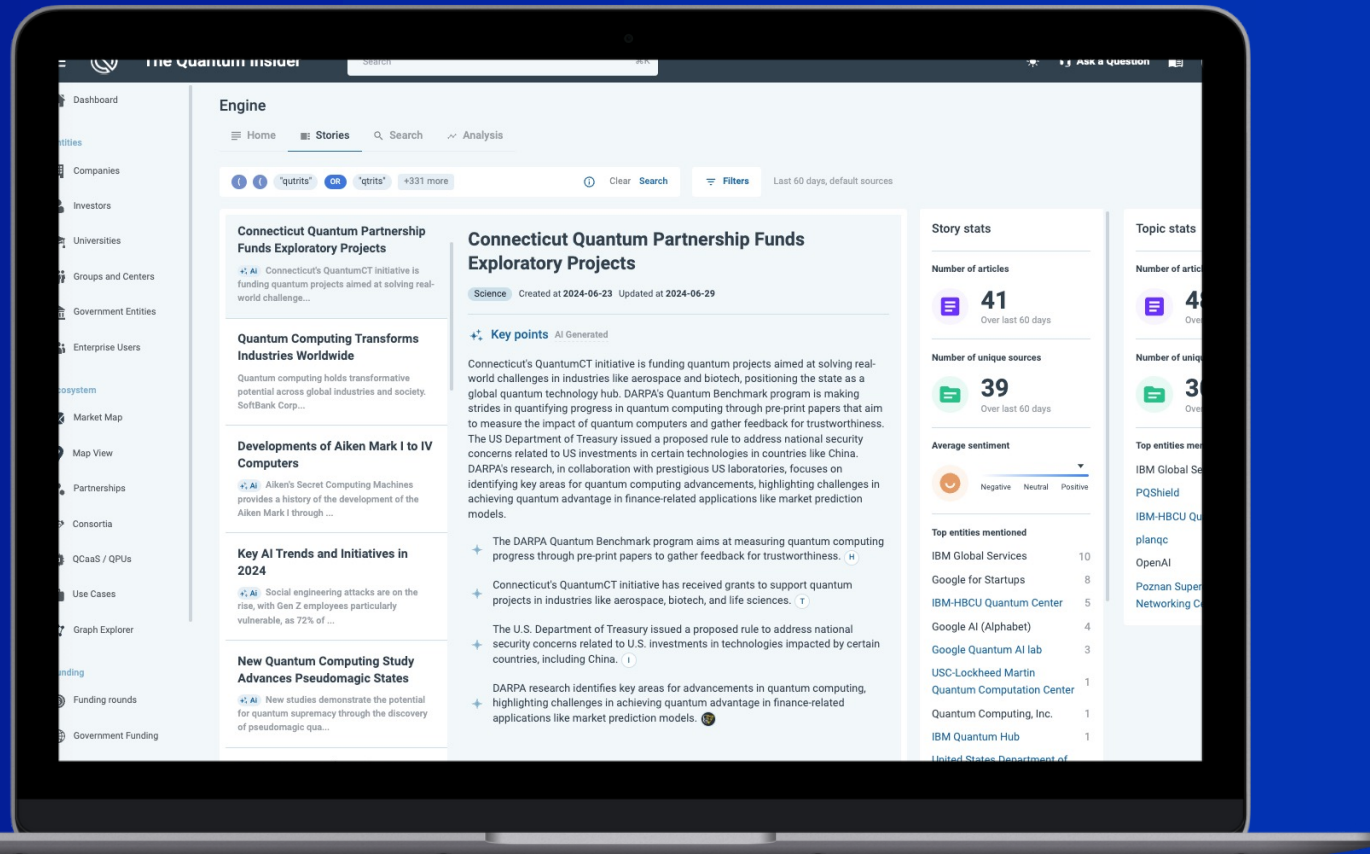 The Quantum Insider
Search
⌘K
Ask a Question
Dashboard
Companies
Investors
Universities
Groups and Centers
Government Entities
Enterprise Users
Market Map
Map View
Partnerships
Consortia
QCaaS / QPUs
Use Cases
Graph Explorer
Funding rounds
Government Funding
Engine
Home
Stories
Search
Analysis
( ( "qutrits" OR "qtrits" +331 more
Clear Search
Filters
Last 60 days, default sources
Connecticut Quantum Partnership
Funds Exploratory Projects
AI Connecticut's QuantumCT initiative is
funding quantum projects aimed at solving real-
world challenge...
Quantum Computing Transforms
Industries Worldwide
Quantum computing holds transformative
potential across global industries and society.
SoftBank Corp...
Developments of Aiken Mark I to IV
Computers
AI Aiken's Secret Computing Machines
provides a history of the development of the
Aiken Mark I through ...
Key AI Trends and Initiatives in
2024
AI Social engineering attacks are on the
rise, with Gen Z employees particularly
vulnerable, as 72% of ...
New Quantum Computing Study
Advances Pseudomagic States
AI New studies demonstrate the potential
for quantum supremacy through the discovery
of pseudomagic qua...
Connecticut Quantum Partnership Funds
Exploratory Projects
Science Created at 2024-06-23 Updated at 2024-06-29
Key points AI Generated
Connecticut's QuantumCT initiative is funding quantum projects aimed at solving real-
world challenges in industries like aerospace and biotech, positioning the state as a
global quantum technology hub. DARPA's Quantum Benchmark program is making
strides in quantifying progress in quantum computing through pre-print papers that aim
to measure the impact of quantum computers and gather feedback for trustworthiness.
The US Department of Treasury issued a proposed rule to address national security
concerns related to US investments in certain technologies in countries like China.
DARPA's research, in collaboration with prestigious US laboratories, focuses on
identifying key areas for quantum computing advancements, highlighting challenges in
achieving quantum advantage in finance-related applications like market prediction
models.
The DARPA Quantum Benchmark program aims at measuring quantum computing
progress through pre-print papers to gather feedback for trustworthiness. H
Connecticut's QuantumCT initiative has received grants to support quantum
projects in industries like aerospace, biotech, and life sciences. T
The U.S. Department of Treasury issued a proposed rule to address national
security concerns related to U.S. investments in technologies impacted by certain
countries, including China. I
DARPA research identifies key areas for advancements in quantum computing,
highlighting challenges in achieving quantum advantage in finance-related
applications like market prediction models.
Story stats
Number of articles
41
Over last 60 days
Number of unique sources
39
Over last 60 days
Average sentiment
Negative Neutral Positive
Top entities mentioned
IBM Global Services 10
Google for Startups 8
IBM-HBCU Quantum Center 5
Google AI (Alphabet) 4
Google Quantum AI lab 3
USC-Lockheed Martin
Quantum Computation Center 1
Quantum Computing, Inc. 1
IBM Quantum Hub 1
United States Department of
Topic stats
Number of
Top entities
IBM Global
PQShield
IBM-HBCU
planqc
OpenAI
Poznan
Networking